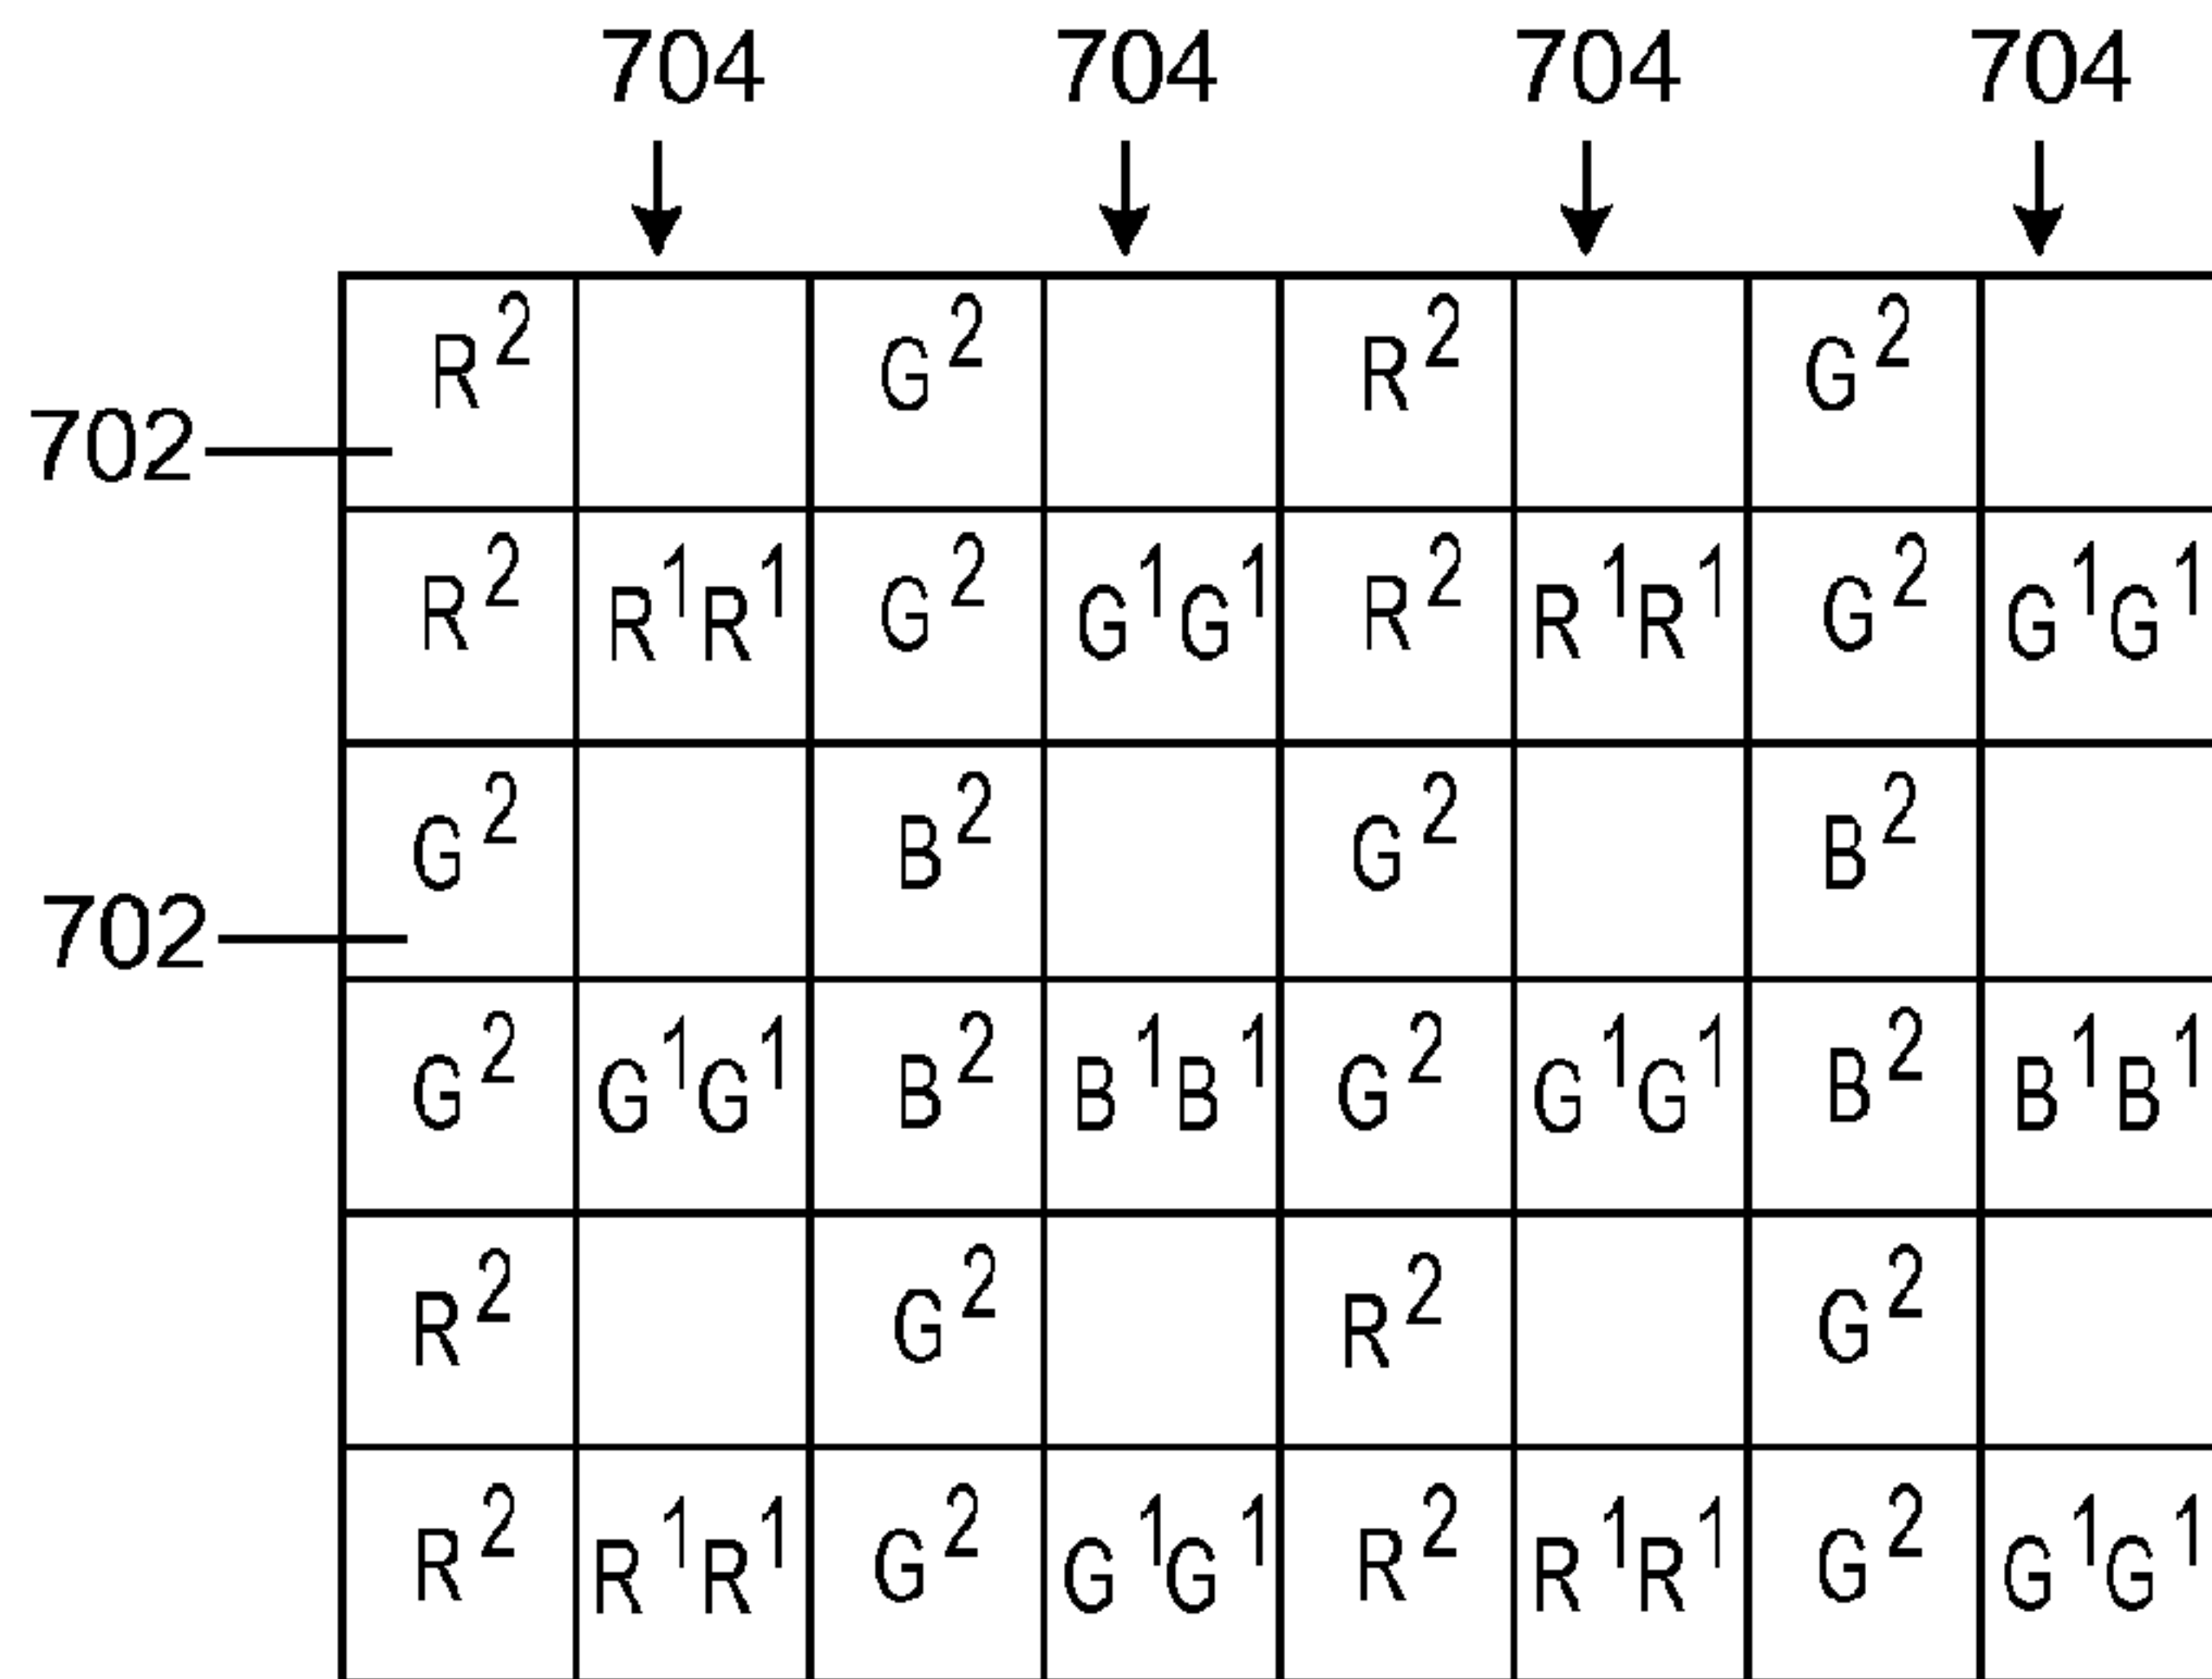 704 704 704 704
R² G² R² G²
702
R² R¹R¹ G² G¹G¹ R² R¹R¹ G² G¹G¹
G² B² G² B²
702
G² G¹G¹ B² B¹B¹ G² G¹G¹ B² B¹B¹
R² G² R² G²
R² R¹R¹ G² G¹G¹ R² R¹R¹ G² G¹G¹